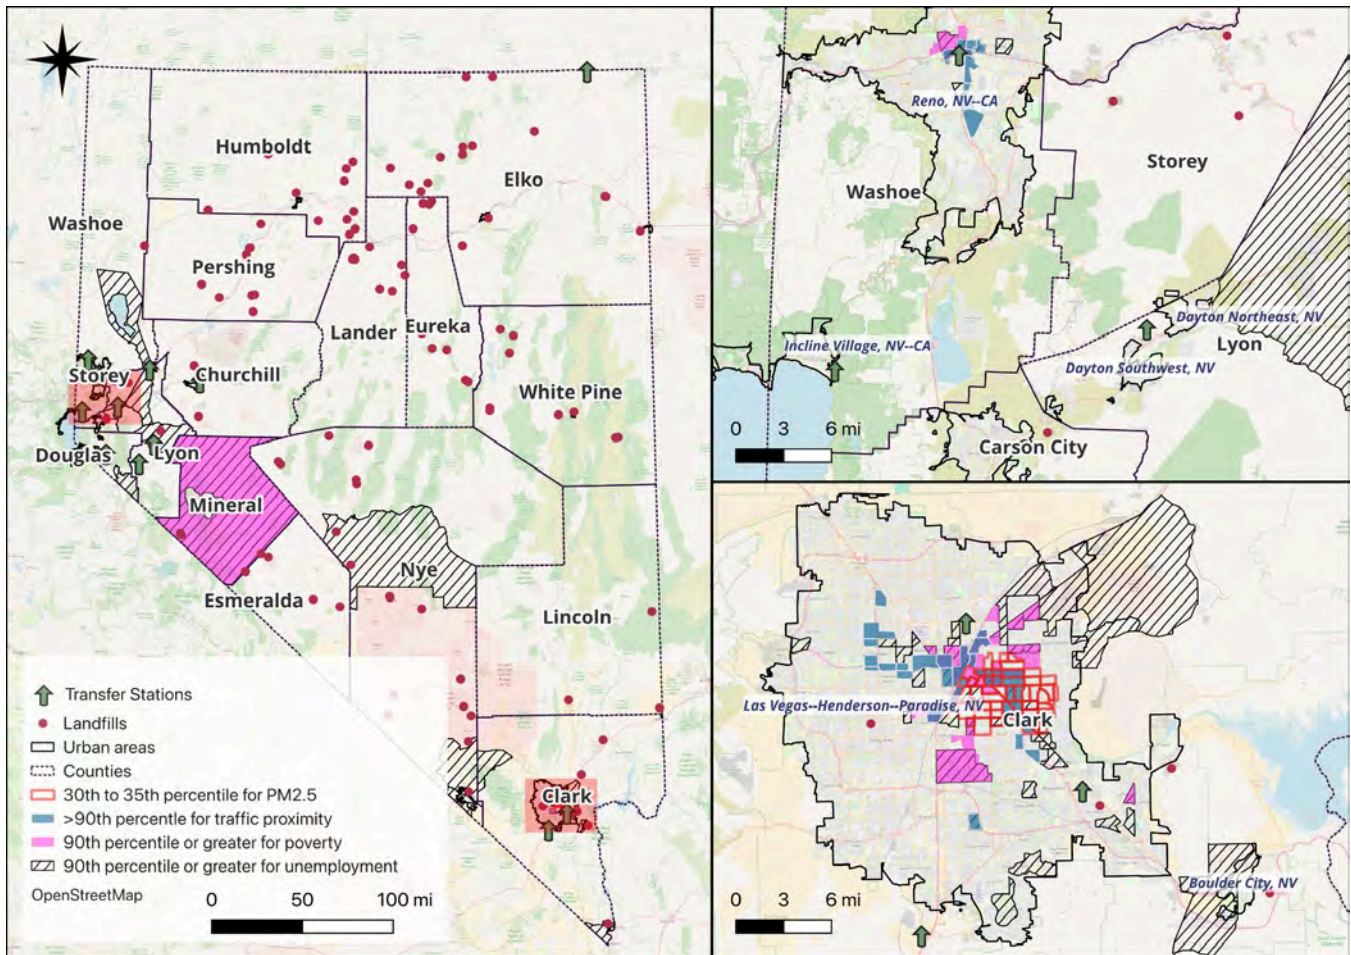 Humboldt
Elko
Washoe
Pershing
Lander
Eureka
Storey
Churchill
White Pine
Douglas
Lyon
Mineral
Nye
Esmeralda
Lincoln
Clark
Transfer Stations
Landfills
Urban areas
Counties
30th to 35th percentile for PM2.5
>90th percentle for traffic proximity
90th percentile or greater for poverty
90th percentile or greater for unemployment
OpenStreetMap
0 50 100 mi
Reno, NV--CA
Storey
Washoe
Dayton Northeast, NV
Incline Village, NV--CA
Lyon
Dayton Southwest, NV
0 3 6 mi
Carson City
Las Vegas--Henderson--Paradise, NV
Clark
Boulder City, NV
0 3 6 mi